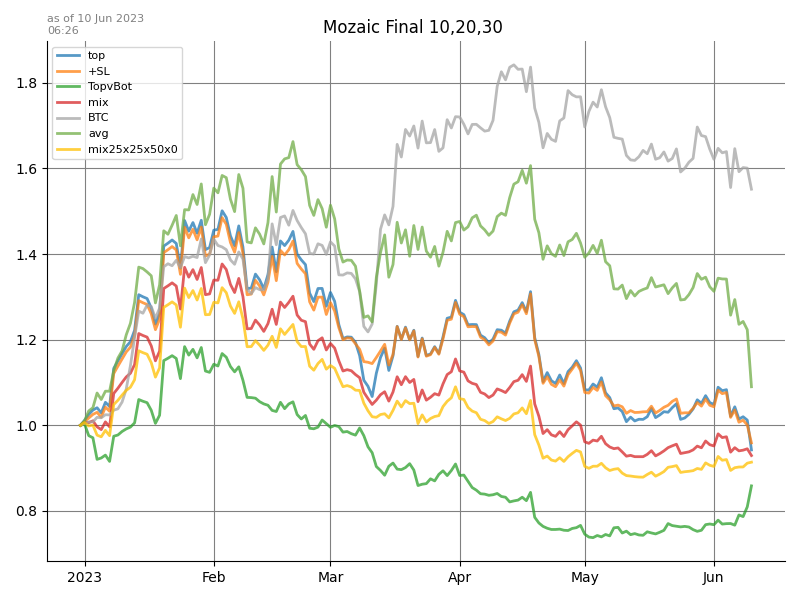 as of 10 Jun 2023
06:26
Mozaic Final 10,20,30
top
+SL
TopvBot
mix
BTC
avg
mix25x25x50x0
1.8
1.6
1.4
1.2
1.0
0.8
2023 Feb Mar Apr May Jun